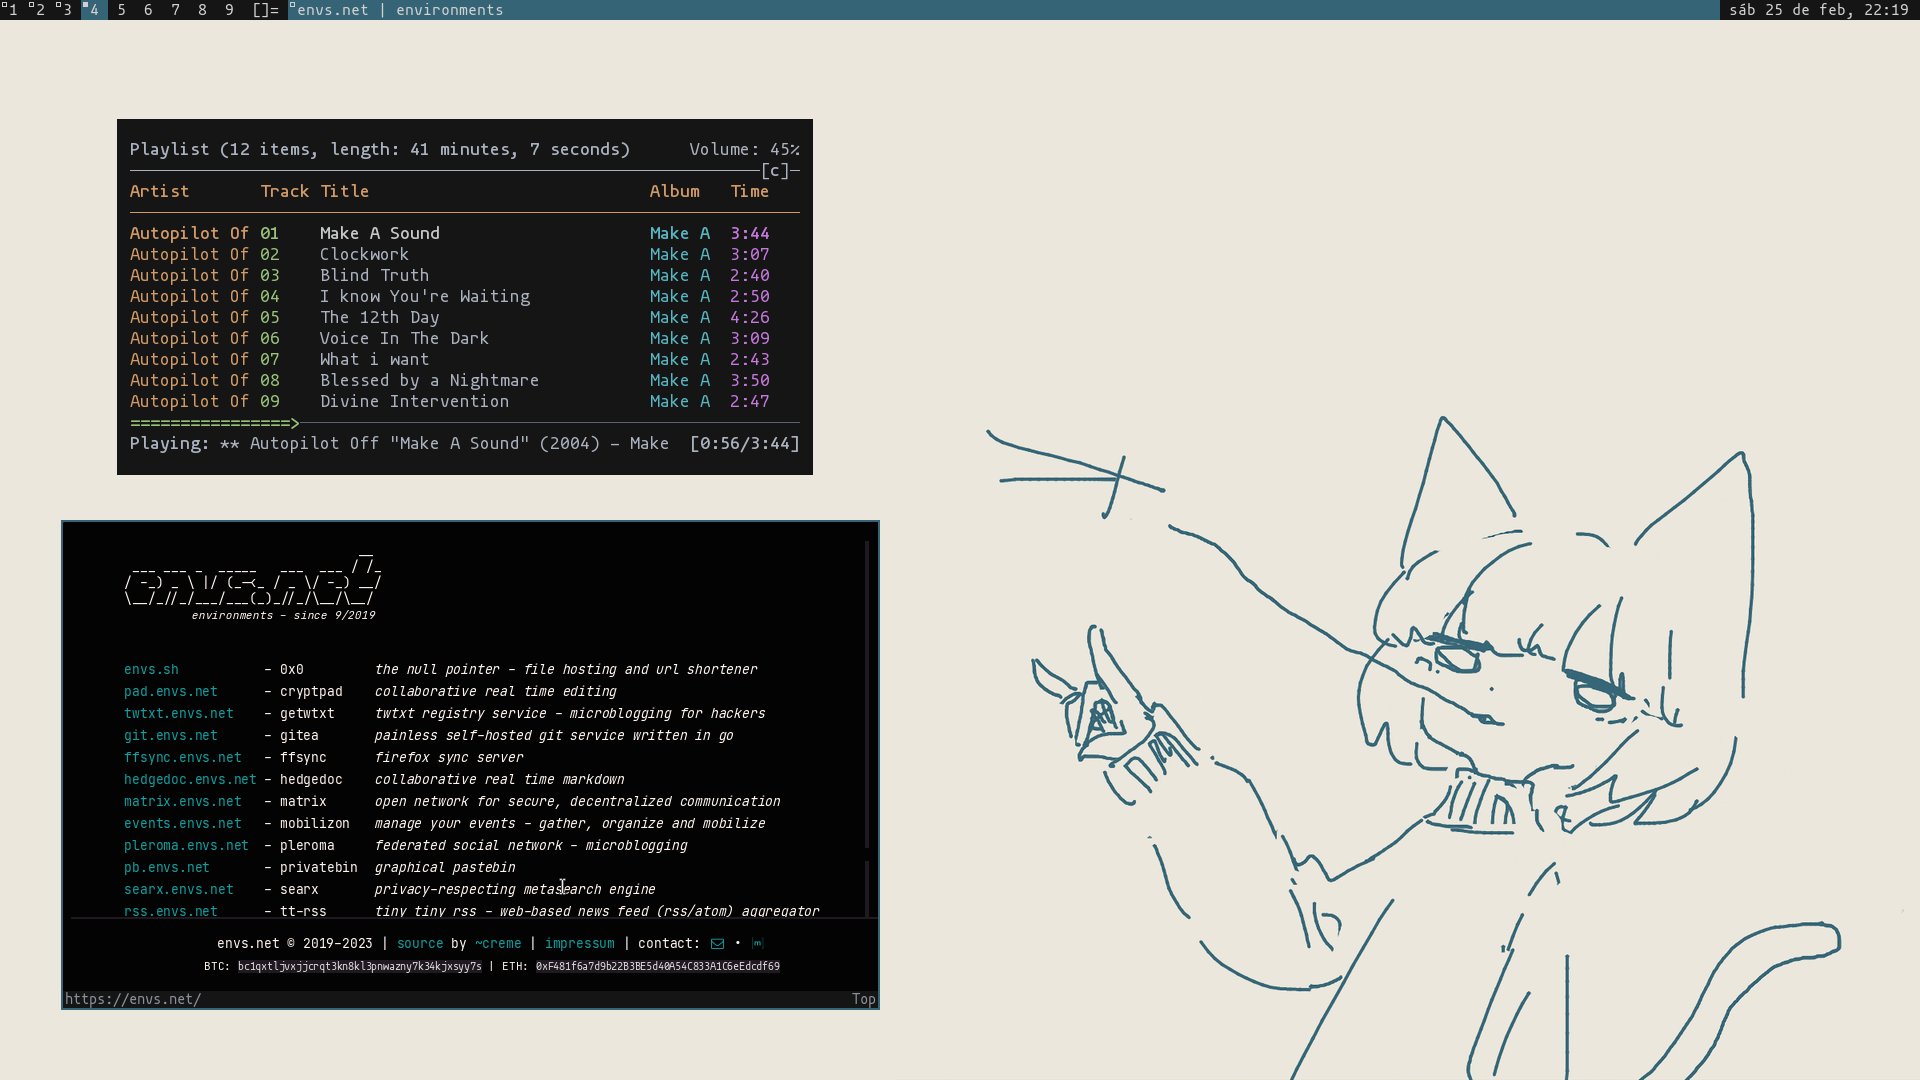 1 2 3 4 5 6 7 8 9 []= envs.net | environments sáb 25 de feb, 22:19
Playlist (12 items, length: 41 minutes, 7 seconds) Volume: 45%
[c]
Artist Track Title Album Time
Autopilot Of 01 Make A Sound Make A 3:44
Autopilot Of 02 Clockwork Make A 3:07
Autopilot Of 03 Blind Truth Make A 2:40
Autopilot Of 04 I know You're Waiting Make A 2:50
Autopilot Of 05 The 12th Day Make A 4:26
Autopilot Of 06 Voice In The Dark Make A 3:09
Autopilot Of 07 What i want Make A 2:43
Autopilot Of 08 Blessed by a Nightmare Make A 3:50
Autopilot Of 09 Divine Intervention Make A 2:47
================>
Playing: ** Autopilot Off "Make A Sound" (2004) – Make [0:56/3:44]
environments - since 9/2019
envs.sh - 0x0 the null pointer - file hosting and url shortener
pad.envs.net - cryptpad collaborative real time editing
twtxt.envs.net - getwtxt twtxt registry service - microblogging for hackers
git.envs.net - gitea painless self-hosted git service written in go
ffsync.envs.net - ffsync firefox sync server
hedgedoc.envs.net - hedgedoc collaborative real time markdown
matrix.envs.net - matrix open network for secure, decentralized communication
events.envs.net - mobilizon manage your events - gather, organize and mobilize
pleroma.envs.net - pleroma federated social network - microblogging
pb.envs.net - privatebin graphical pastebin
searx.envs.net - searx privacy-respecting metasearch engine
rss.envs.net - tt-rss tiny tiny rss - web-based news feed (rss/atom) aggregator
envs.net © 2019-2023 | source by ~creme | impressum | contact: • [m]
BTC: bc1qxtljvxjjcrqt3kn8kl3pnwazny7k34kjxsyy7s | ETH: 0xF481f6a7d9b22B3BE5d40A54C833A1C6eEdcdf69
https://envs.net/ Top